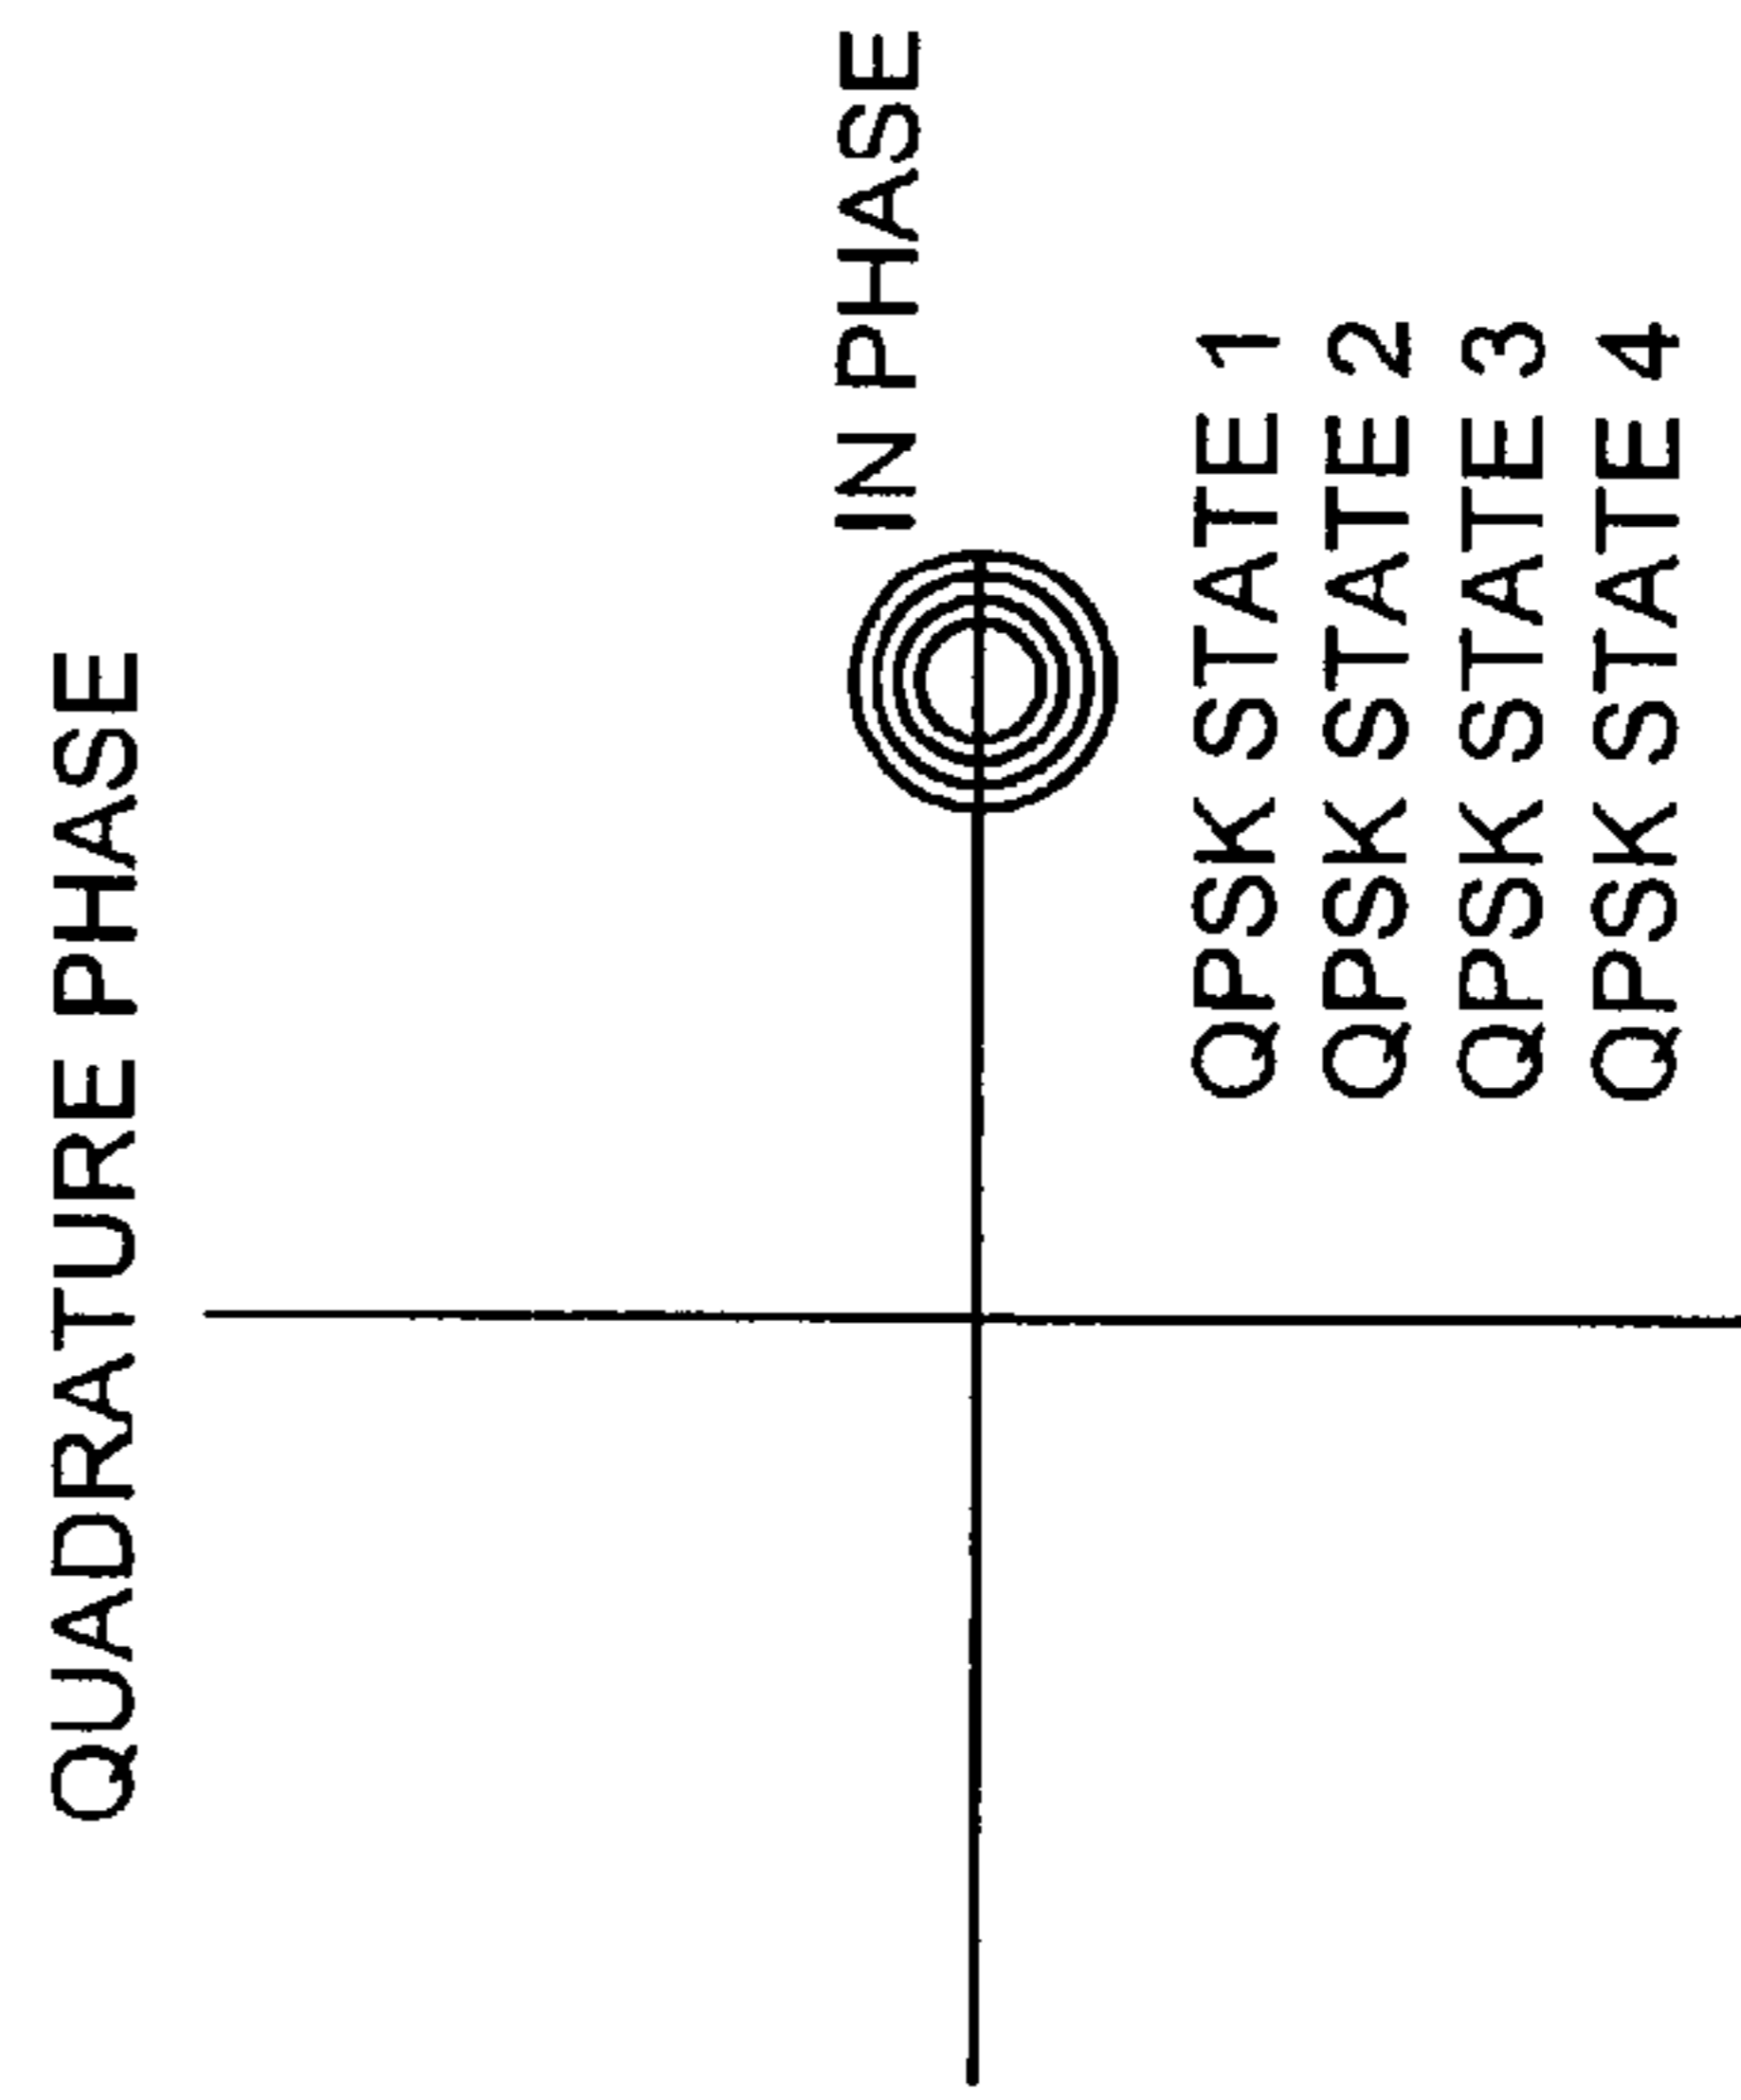 QUADRATURE PHASE
IN PHASE
QPSK STATE 1
QPSK STATE 2
QPSK STATE 3
QPSK STATE 4